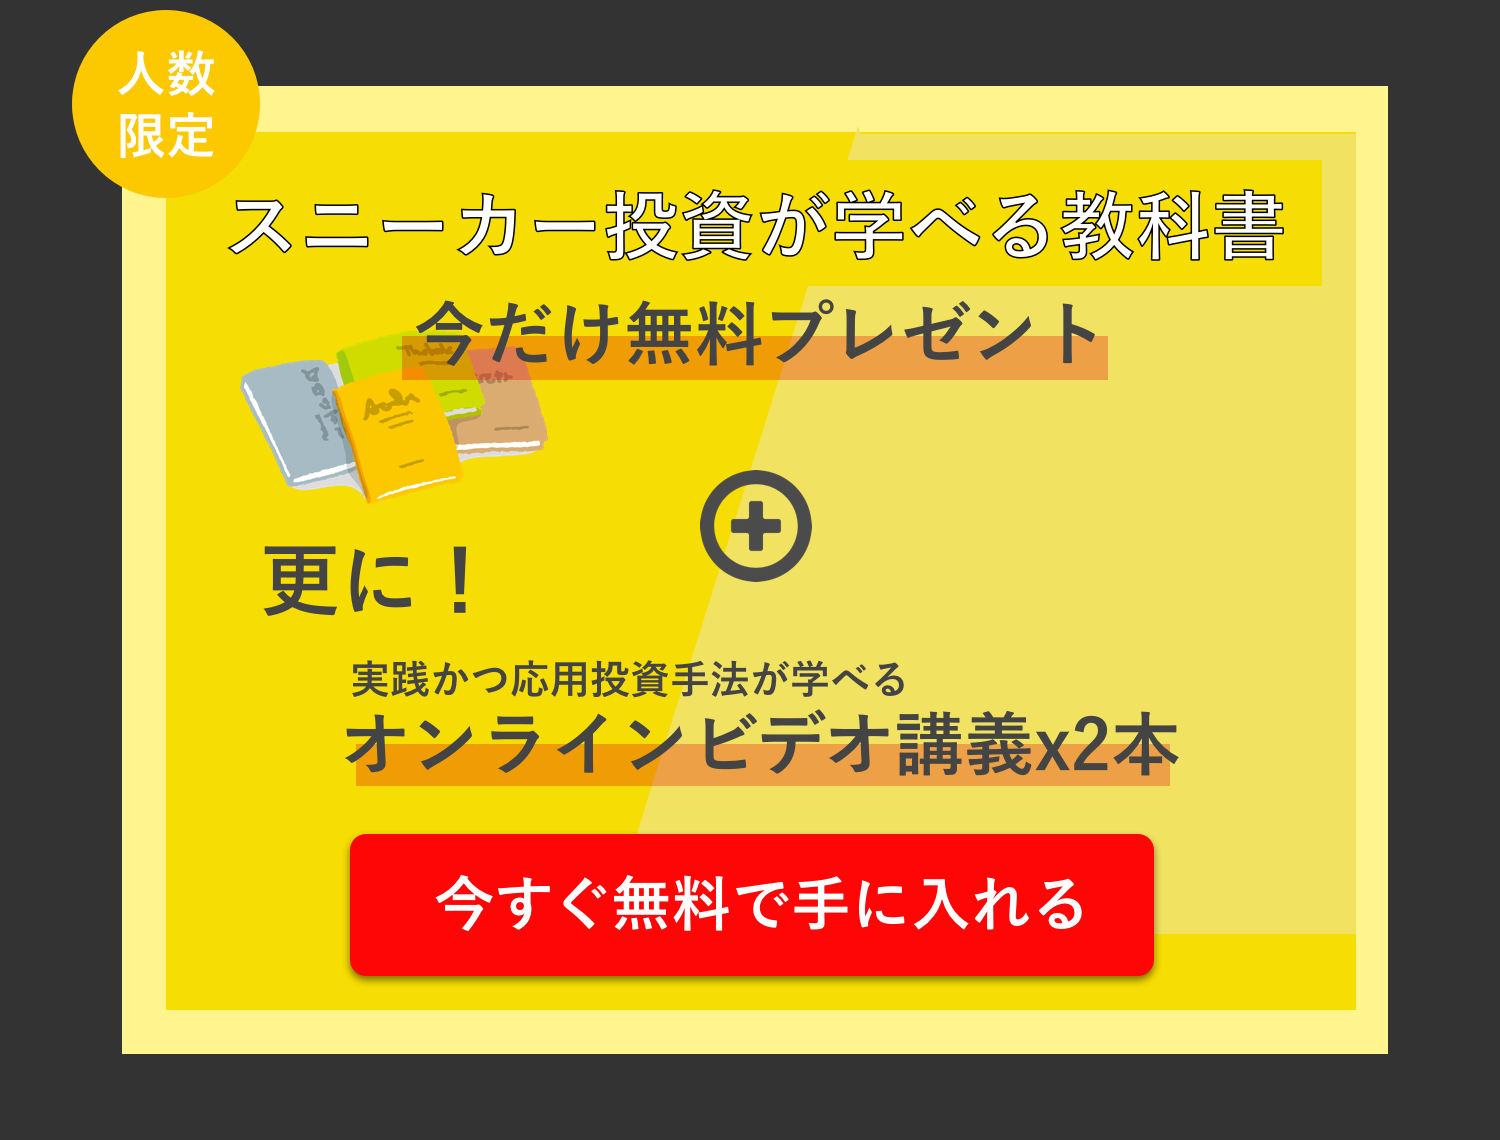 人数
限定
スニーカー投資が学べる教科書
今だけ無料プレゼント
更に！
実践かつ応用投資手法が学べる
オンラインビデオ講義x2本
今すぐ無料で手に入れる